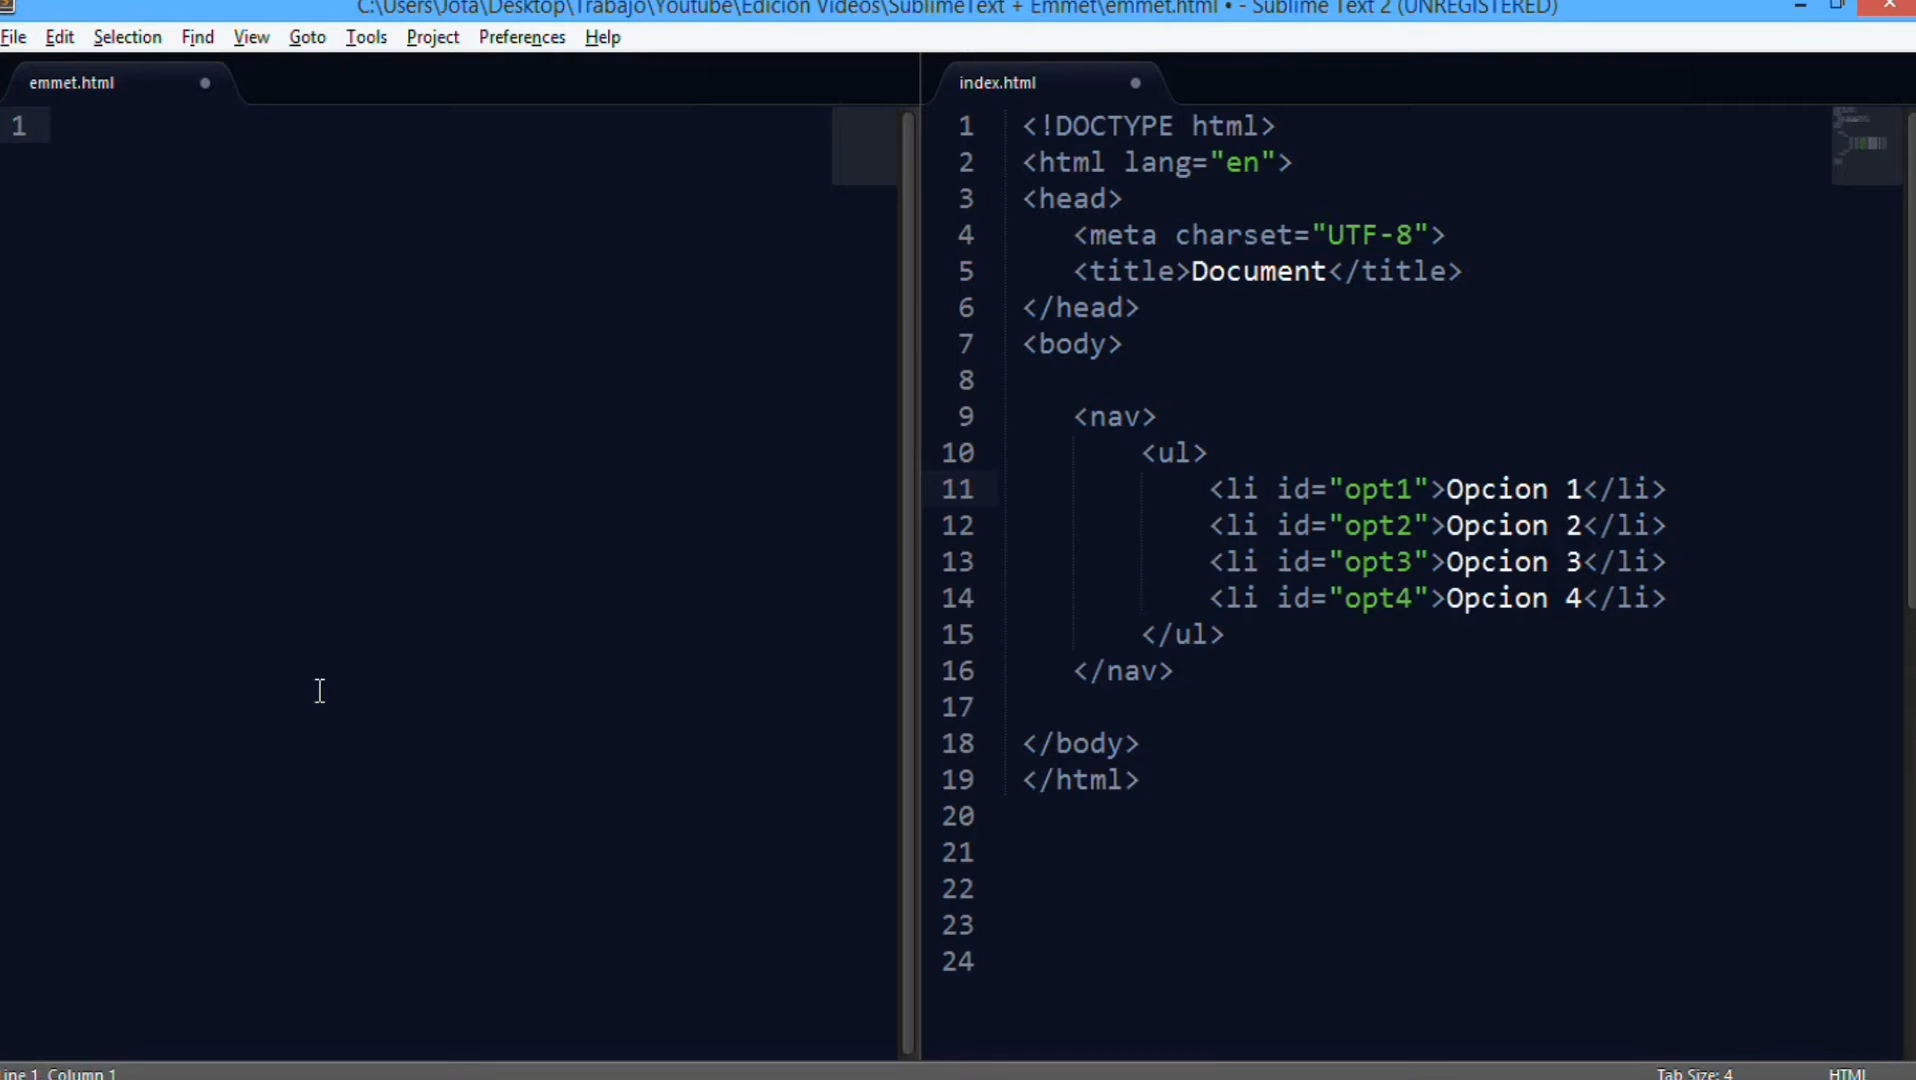 C:\Users\Jota\Desktop\Trabajo\Youtube\Edicion Videos\SublimeText + Emmet\emmet.html • - Sublime Text 2 (UNREGISTERED)
File Edit Selection Find View Goto Tools Project Preferences Help
emmet.html
1
index.html
1 <!DOCTYPE html>
2 <html lang="en">
3 <head>
4 <meta charset="UTF-8">
5 <title>Document</title>
6 </head>
7 <body>
8
9 <nav>
10 <ul>
11 <li id="opt1">Opcion 1</li>
12 <li id="opt2">Opcion 2</li>
13 <li id="opt3">Opcion 3</li>
14 <li id="opt4">Opcion 4</li>
15 </ul>
16 </nav>
17
18 </body>
19 </html>
20
21
22
23
24
ine 1, Column 1
Tab Size: 4
HTML